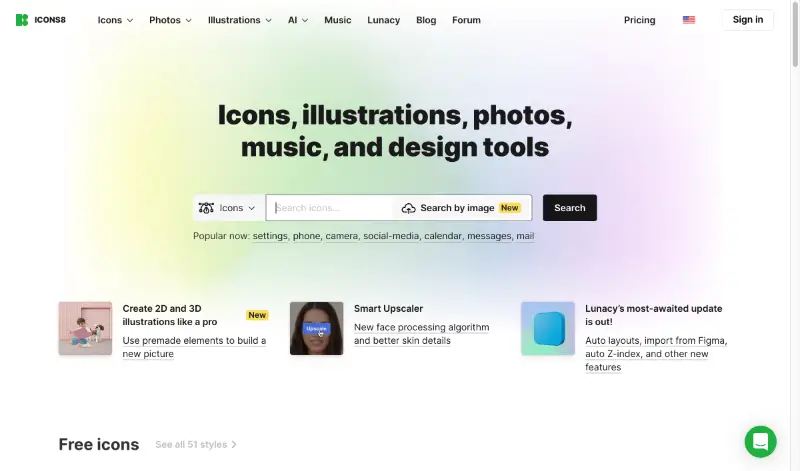 ICONS8
Icons
Photos
Illustrations
AI
Music
Lunacy
Blog
Forum
Pricing
Sign in
Icons, illustrations, photos,
music, and design tools
Icons
Search icons...
Search by image
New
Search
Popular now: settings, phone, camera, social-media, calendar, messages, mail
Create 2D and 3D
illustrations like a pro
New
Use premade elements to build a
new picture
Upscale
Smart Upscaler
New face processing algorithm
and better skin details
Lunacy’s most-awaited update
is out!
Auto layouts, import from Figma,
auto Z-index, and other new
features
Free icons
See all 51 styles